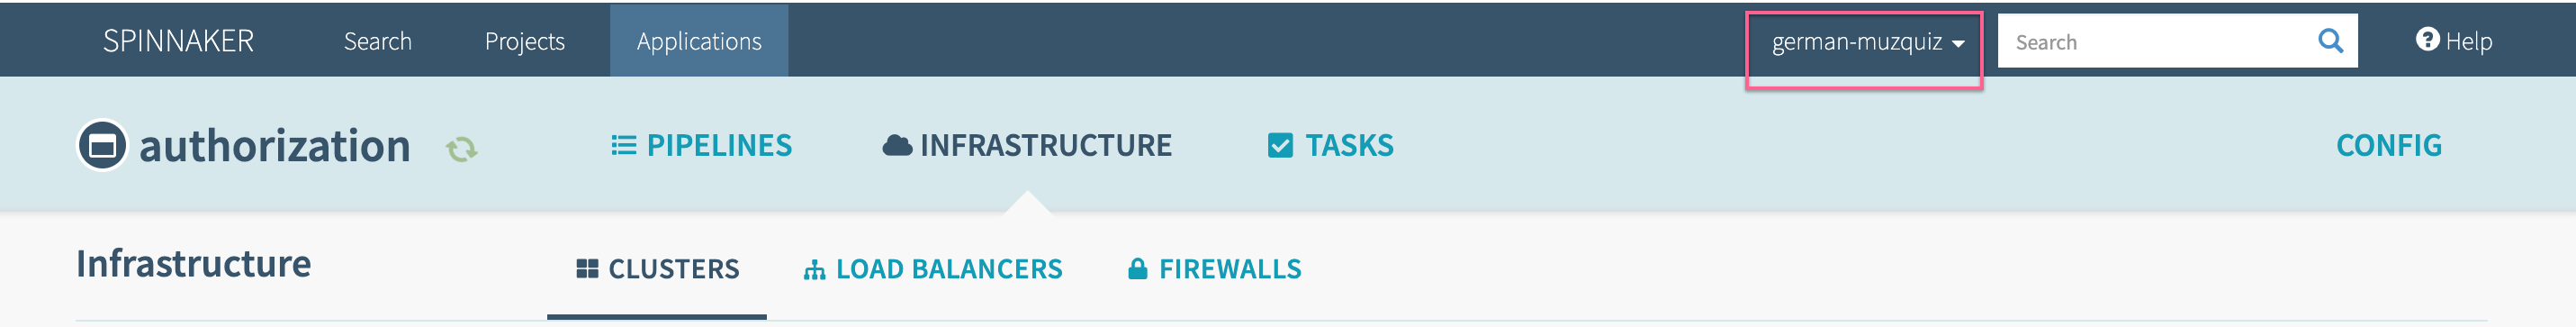 SPINNAKER Search Projects Applications german-muzquiz Search Help
authorization PIPELINES INFRASTRUCTURE TASKS CONFIG
Infrastructure CLUSTERS LOAD BALANCERS FIREWALLS